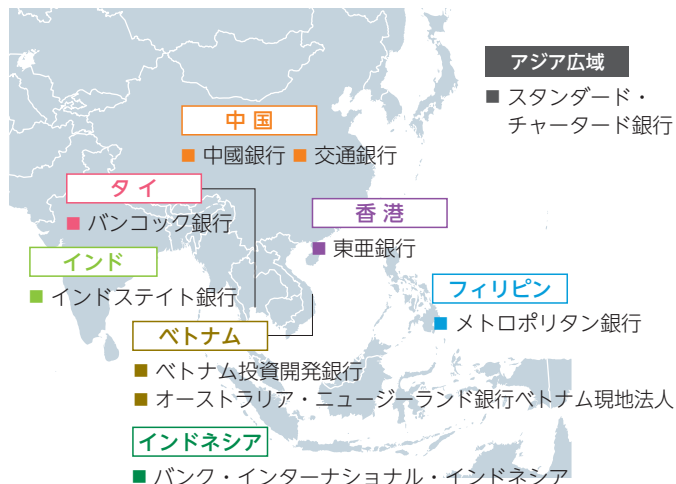 アジア広域
■ スタンダード・
チャータード銀行
中国
■ 中國銀行 ■ 交通銀行
タイ
■ バンコック銀行
香港
■ 東亜銀行
インド
■ インドステイト銀行
フィリピン
■ メトロポリタン銀行
ベトナム
■ ベトナム投資開発銀行
■ オーストラリア・ニュージーランド銀行ベトナム現地法人
インドネシア
■ バンク・インターナショナル・インドネシア